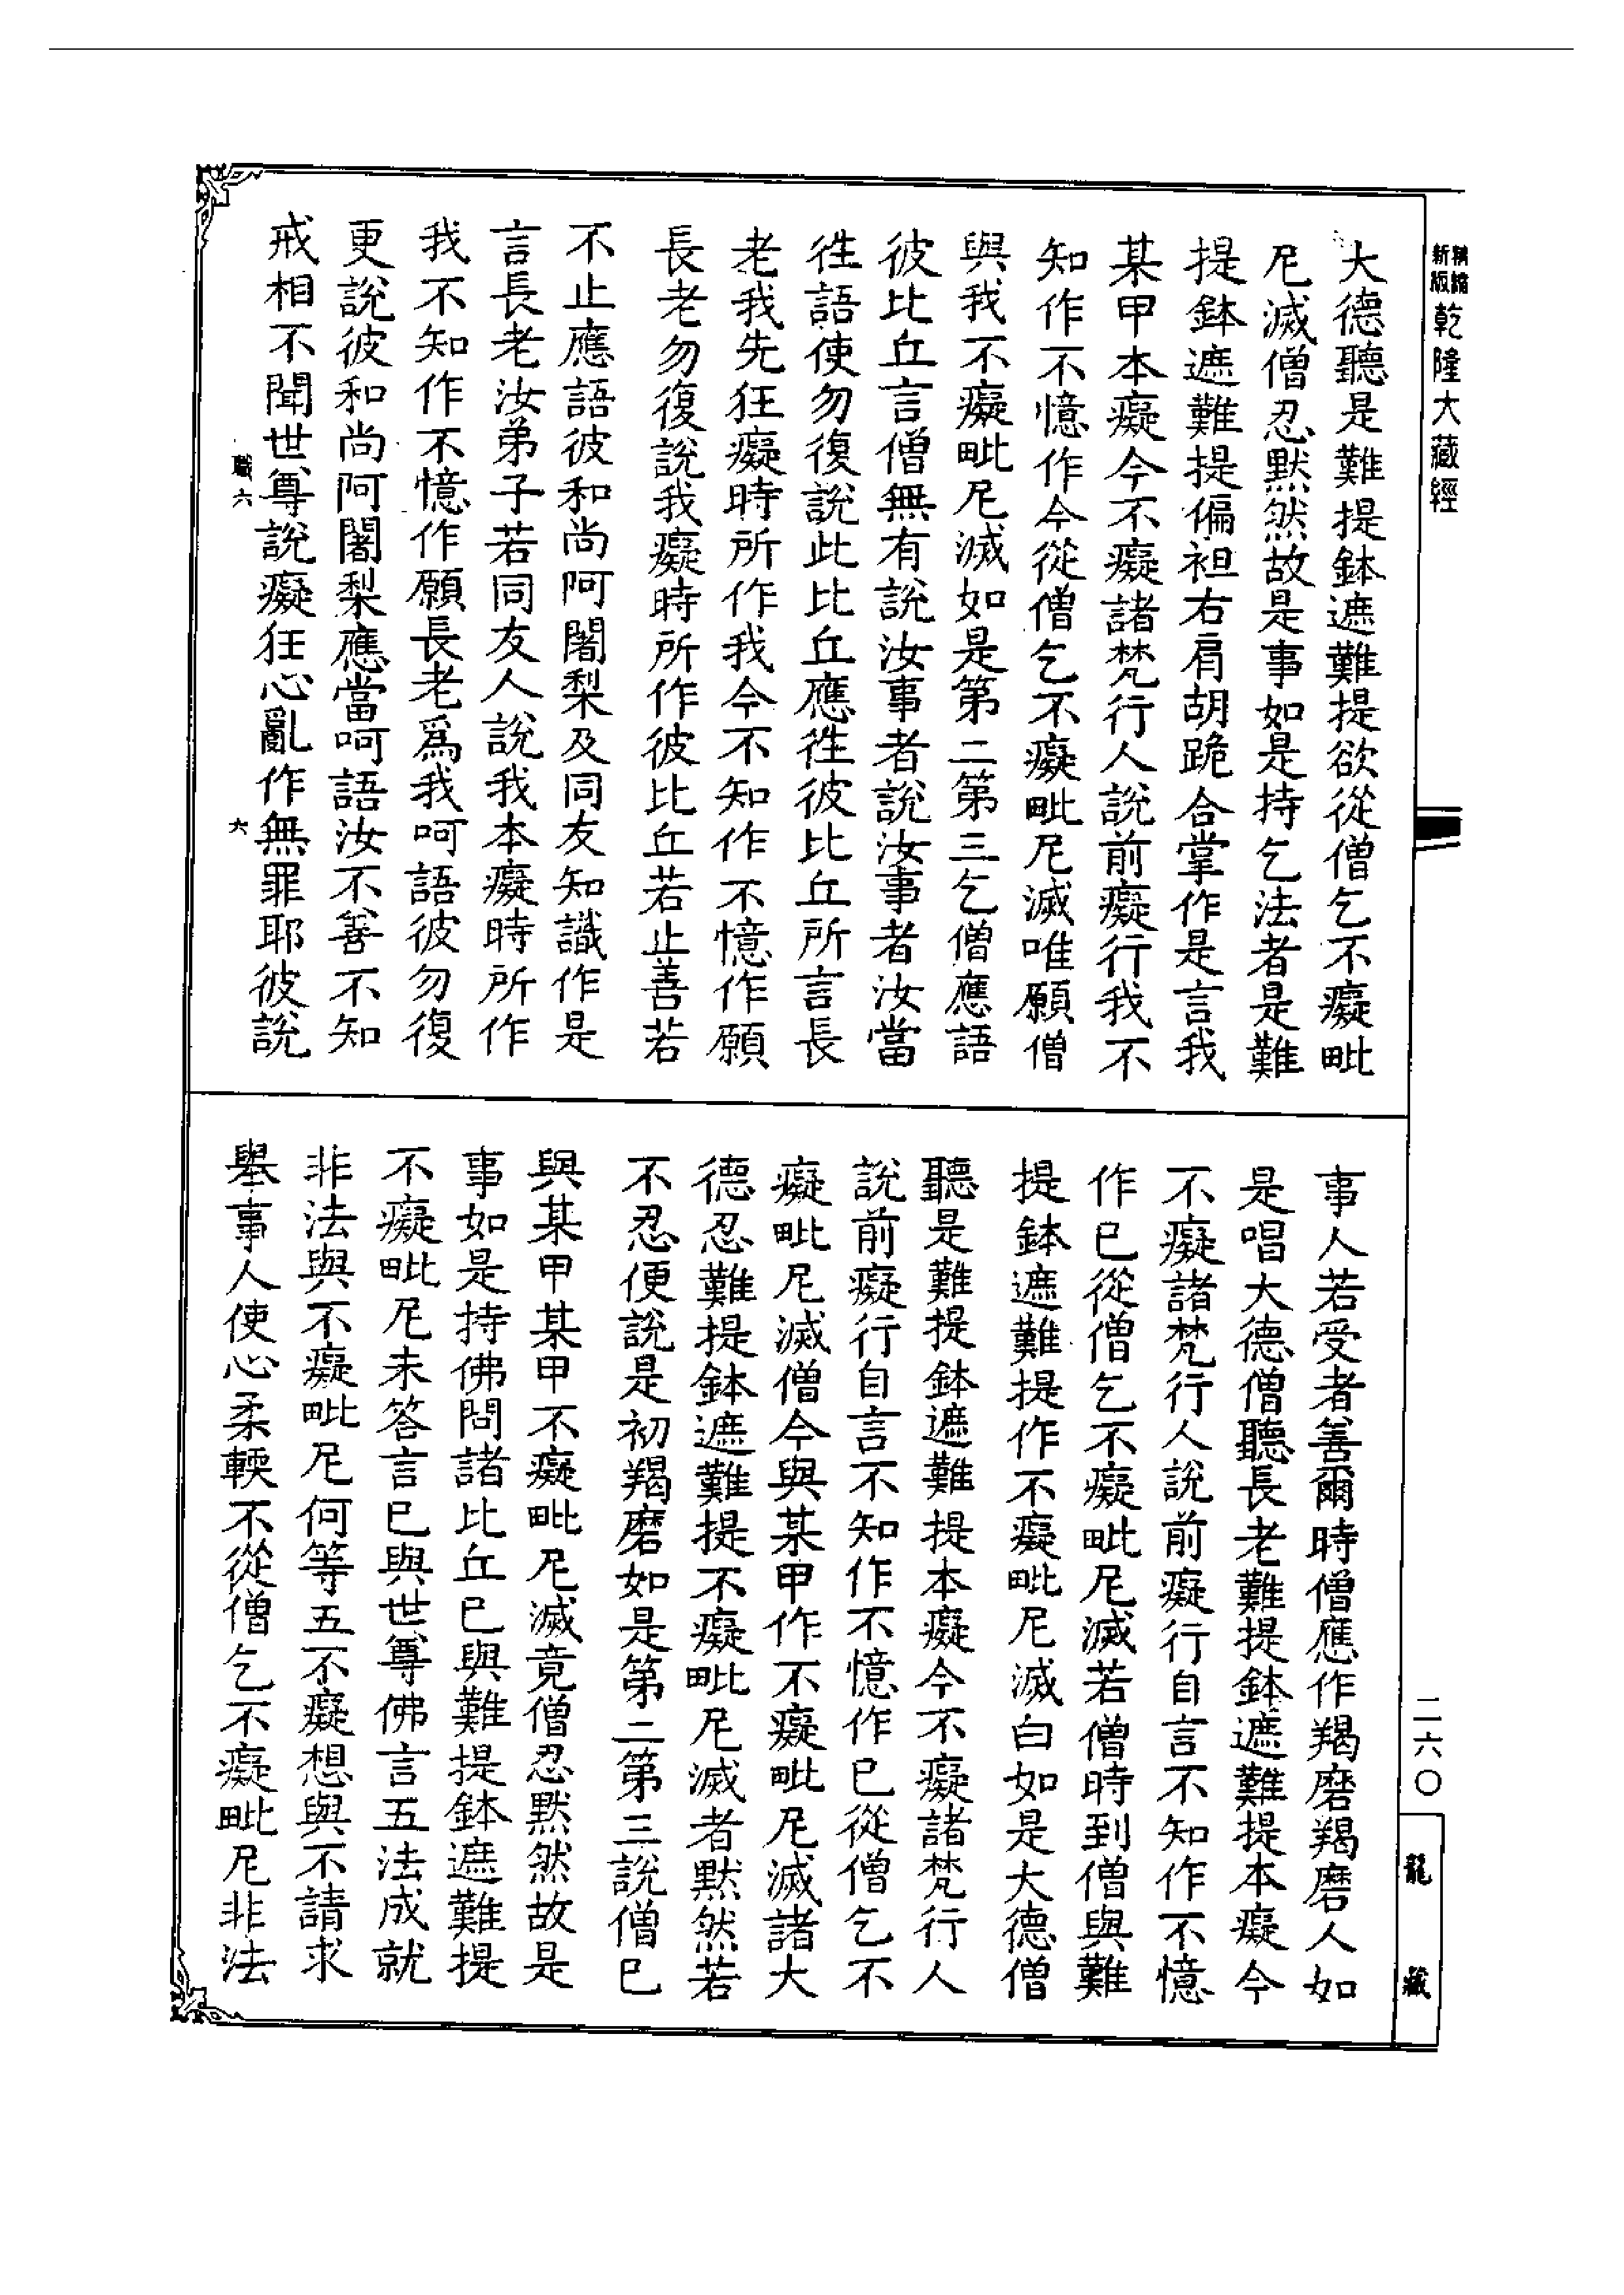 新版
精縮
乾隆大藏經
大德聽是難提鉢遮難提欲從僧乞不癡毗
尼滅僧忍默然故是事如是持乞法者是難
提鉢遮難提偏袒右肩胡跪合掌作是言我
某甲本癡今不癡諸梵行人說前癡行我不
知作不憶作今從僧乞不癡毗尼滅唯願僧
與我不癡毗尼滅如是第二第三乞僧應語
彼比丘言僧無有說汝事者說汝事者汝當
徃語使勿復說此比丘應徃彼比丘所言長
老我先狂癡時所作我今不知作不憶作願
長老勿復說我癡時所作彼比丘若止善若
不止應語彼和尚阿闍梨及同友知識作是
言長老汝弟子若同友人說我本癡時所作
我不知作不憶作願長老爲我呵語彼勿復
更說彼和尚阿闍梨應當呵語汝不善不知
戒相不聞世尊說癡狂心亂作無罪耶彼說
職六
六
事人若受者善爾時僧應作羯磨羯磨人如
是唱大德僧聽長老難提鉢遮難提本癡今
不癡諸梵行人說前癡行自言不知作不憶
作已從僧乞不癡毗尼滅若僧時到僧與難
提鉢遮難提作不癡毗尼滅白如是大德僧
聽是難提鉢遮難提本癡今不癡諸梵行人
說前癡行自言不知作不憶作已從僧乞不
癡毗尼滅僧今與某甲作不癡毗尼滅諸大
德忍難提鉢遮難提不癡毗尼滅者默然若
不忍便說是初羯磨如是第二第三說僧已
與某甲某甲不癡毗尼滅竟僧忍默然故是
事如是持佛問諸比丘已與難提鉢遮難提
不癡毗尼未答言已與世尊佛言五法成就
非法與不癡毗尼何等五不癡想與不請求
舉事人使心柔輭不從僧乞不癡毗尼非法
二六〇
龍藏